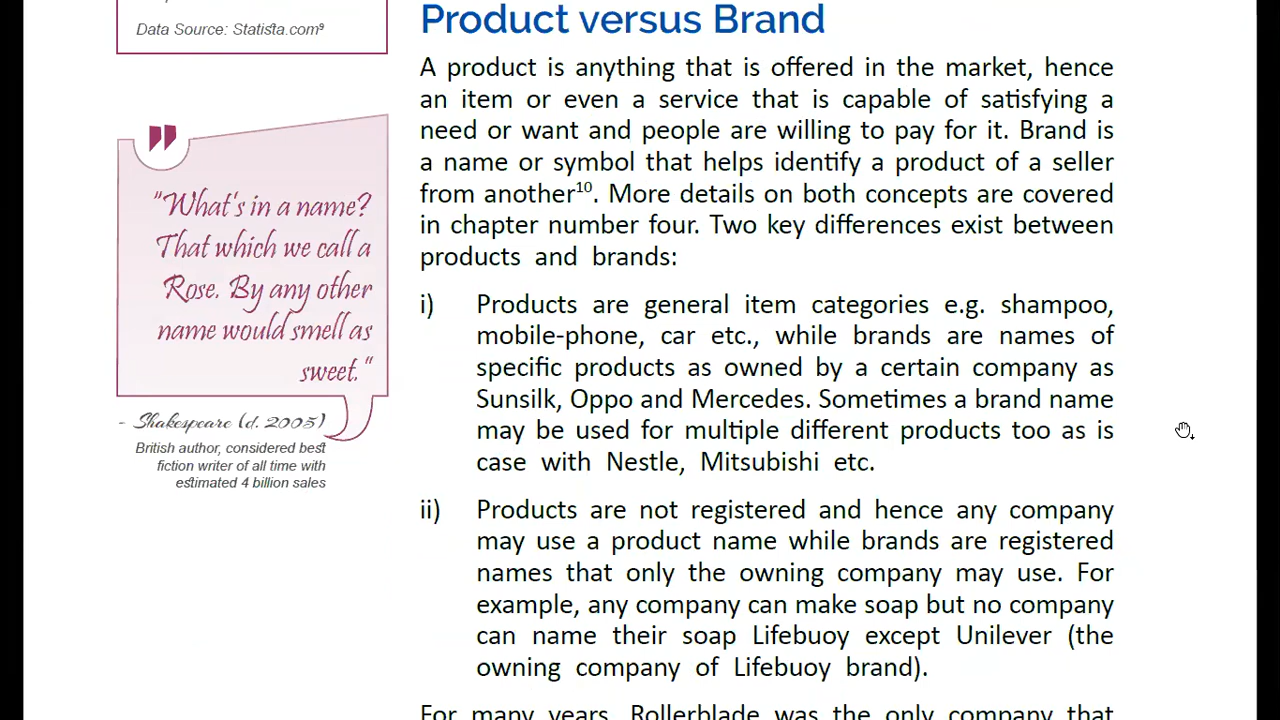 Data Source: Statista.com⁹
"What's in a name?
That which we call a
Rose. By any other
name would smell as
sweet."
- Shakespeare (d. 2005)
British author, considered best
fiction writer of all time with
estimated 4 billion sales
Product versus Brand
A product is anything that is offered in the market, hence
an item or even a service that is capable of satisfying a
need or want and people are willing to pay for it. Brand is
a name or symbol that helps identify a product of a seller
from another¹⁰. More details on both concepts are covered
in chapter number four. Two key differences exist between
products and brands:
i) Products are general item categories e.g. shampoo,
mobile-phone, car etc., while brands are names of
specific products as owned by a certain company as
Sunsilk, Oppo and Mercedes. Sometimes a brand name
may be used for multiple different products too as is
case with Nestle, Mitsubishi etc.
ii) Products are not registered and hence any company
may use a product name while brands are registered
names that only the owning company may use. For
example, any company can make soap but no company
can name their soap Lifebuoy except Unilever (the
owning company of Lifebuoy brand).
For many years, Rollerblade was the only company that